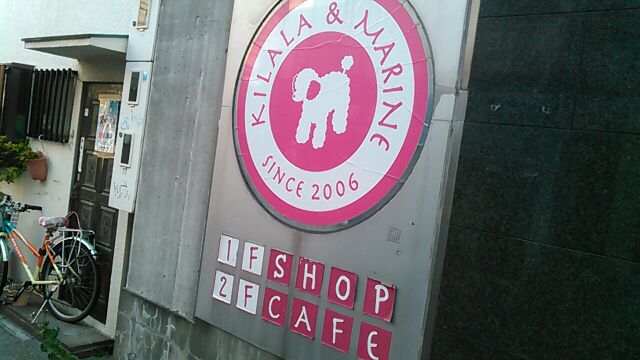 KILALA & MARINE
SINCE 2006
1F SHOP
2F CAFE